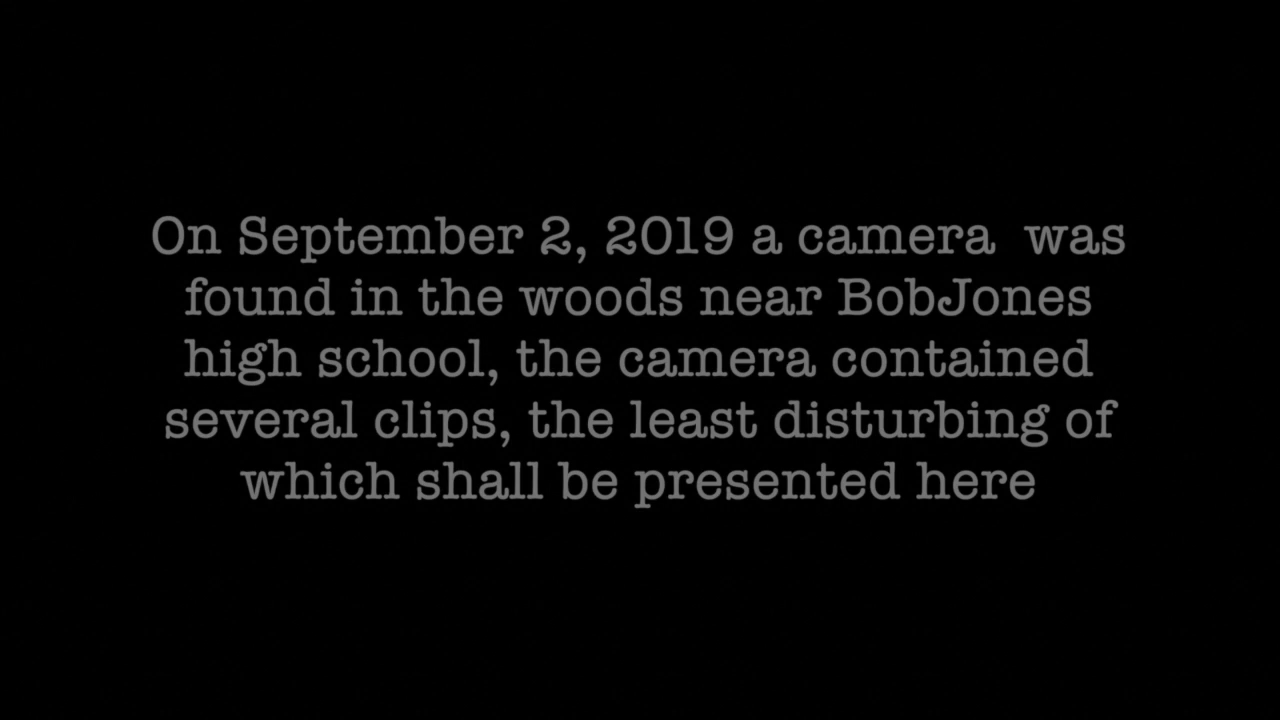 On September 2, 2019 a camera  was
found in the woods near BobJones
high school, the camera contained
several clips, the least disturbing of
which shall be presented here